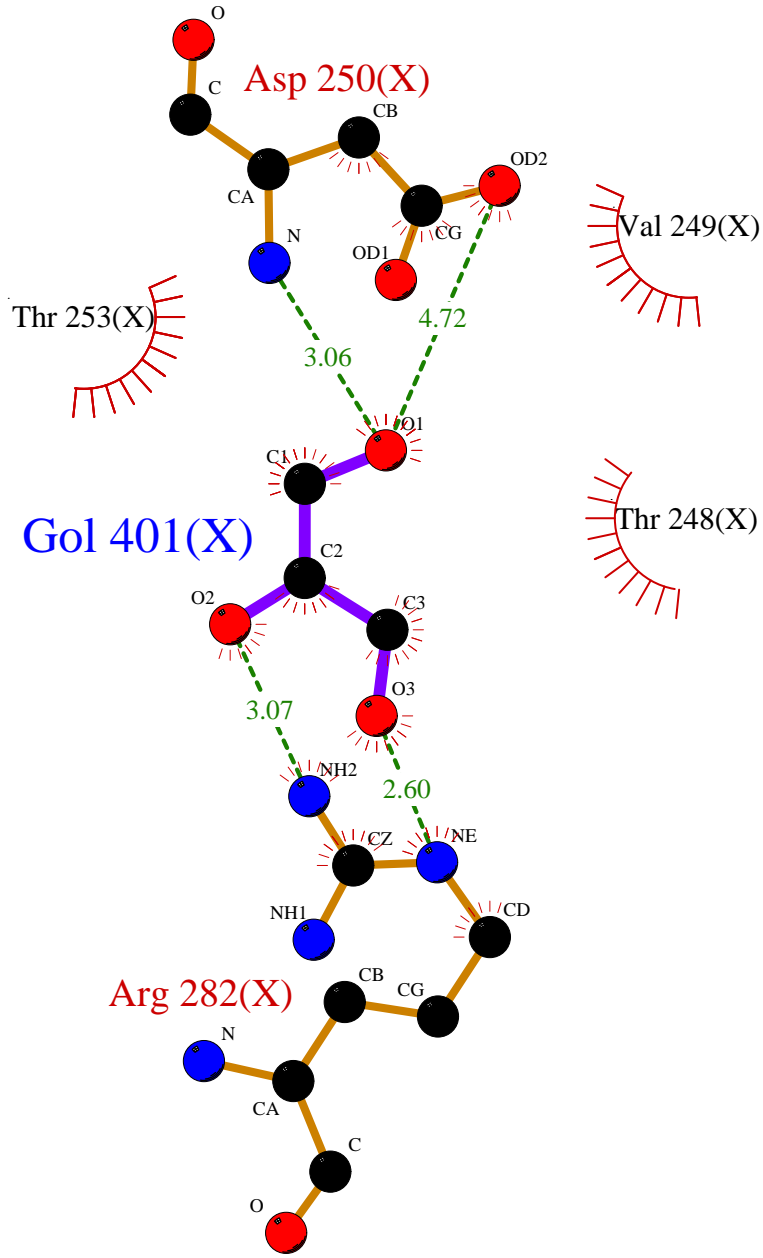 O
C
Asp 250(X)
CB
OD2
CA
CG
N
OD1
Val 249(X)
Thr 253(X)
4.72
3.06
O1
C1
Gol 401(X)
Thr 248(X)
C2
O2
C3
O3
3.07
NH2
2.60
CZ
NE
NH1
CD
Arg 282(X)
CB
CG
N
CA
C
O